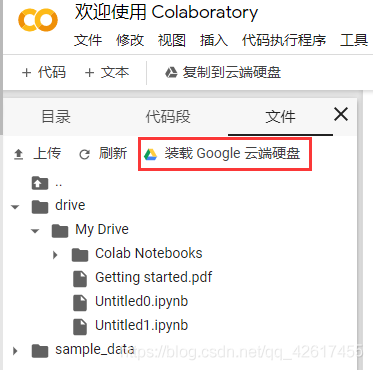 欢迎使用 Colaboratory
文件 修改 视图 插入 代码执行程序 工具
+ 代码 + 文本 复制到云端硬盘
目录 代码段 文件
上传 刷新 装载 Google 云端硬盘
..
drive
My Drive
Colab Notebooks
Getting started.pdf
Untitled0.ipynb
Untitled1.ipynb
sample_data
https://blog.csdn.net/qq_42617455